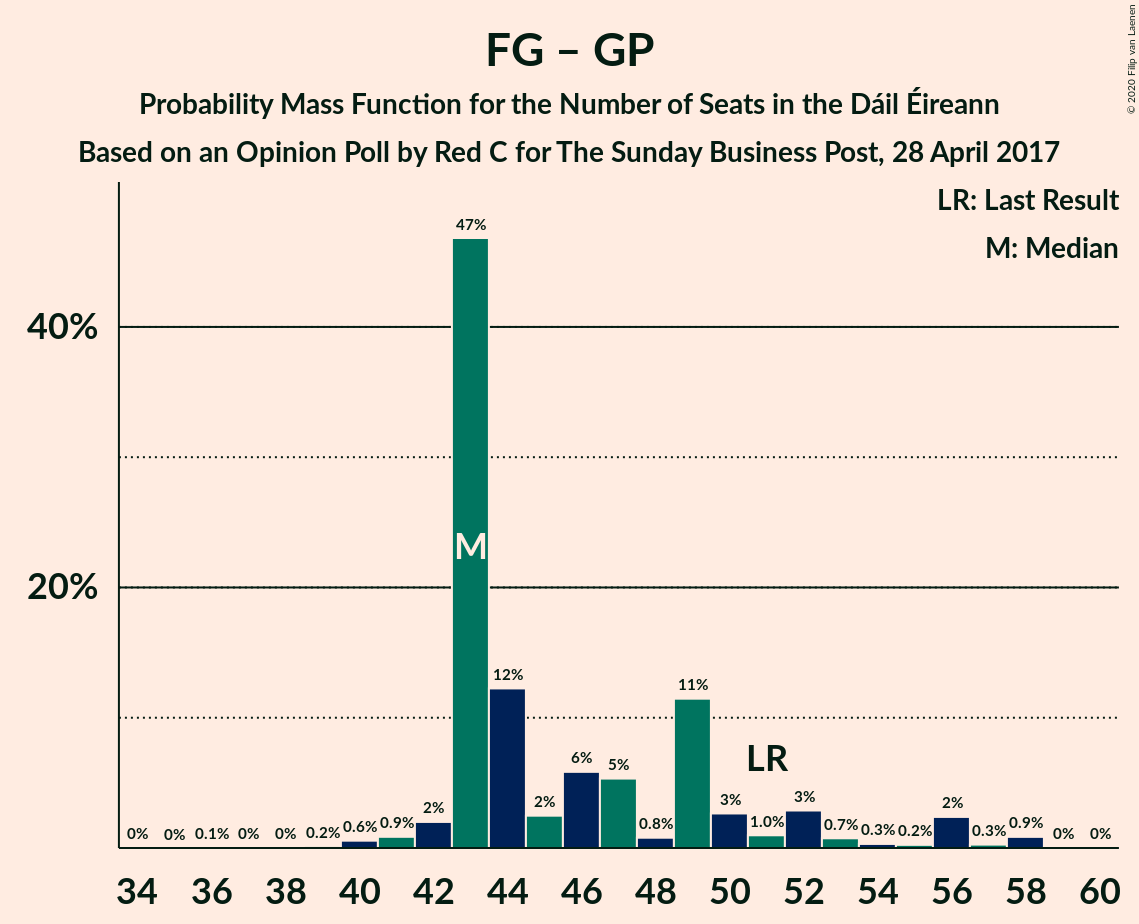 FG – GP
Probability Mass Function for the Number of Seats in the Dáil Éireann
Based on an Opinion Poll by Red C for The Sunday Business Post, 28 April 2017
© 2020 Filip van Laenen
LR: Last Result
M: Median
40%
20%
0% 0% 0.1% 0% 0% 0.2% 0.6% 0.9% 2% 47% 12% 2% 6% 5% 0.8% 11% 3% 1.0% 3% 0.7% 0.3% 0.2% 2% 0.3% 0.9% 0% 0%
M
LR
34 36 38 40 42 44 46 48 50 52 54 56 58 60